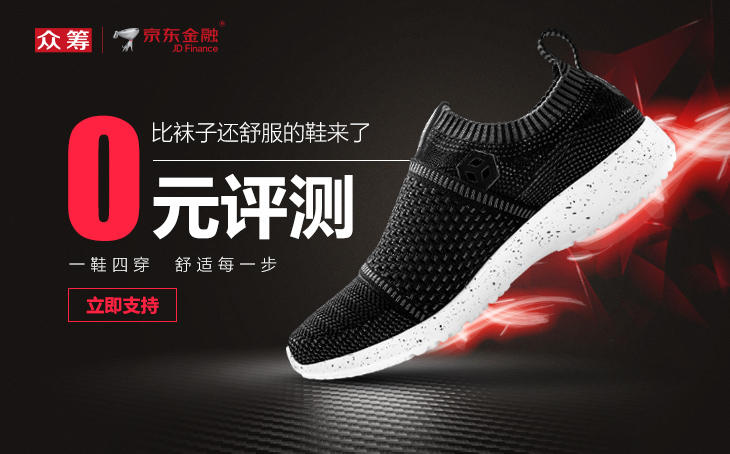 众筹 京东金融®
JD Finance
比袜子还舒服的鞋来了
0元评测
一鞋四穿 舒适每一步
立即支持